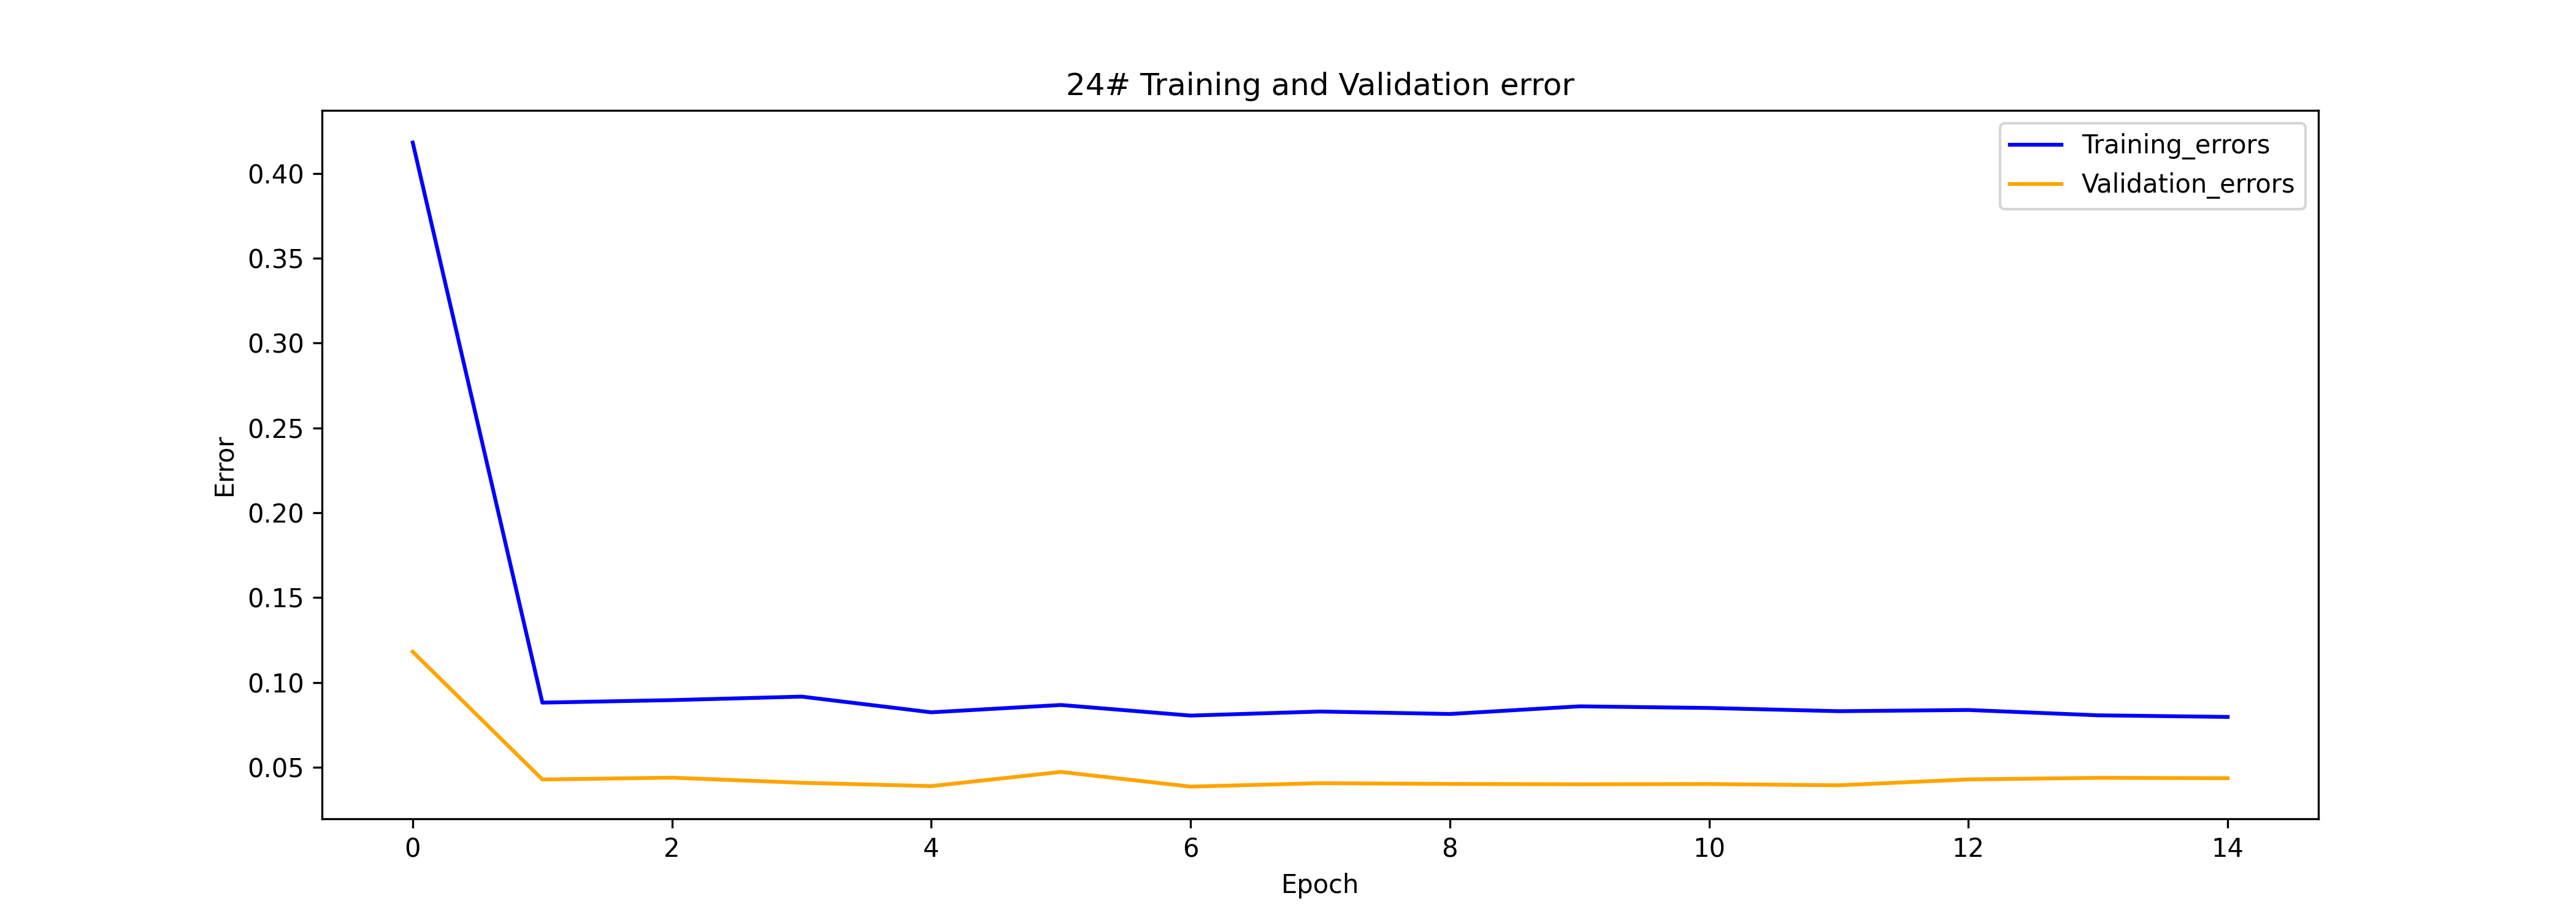 24# Training and Validation error
Training_errors
Validation_errors
0.40
0.35
0.30
0.25
0.20
0.15
0.10
0.05
Error
0 2 4 6 8 10 12 14
Epoch